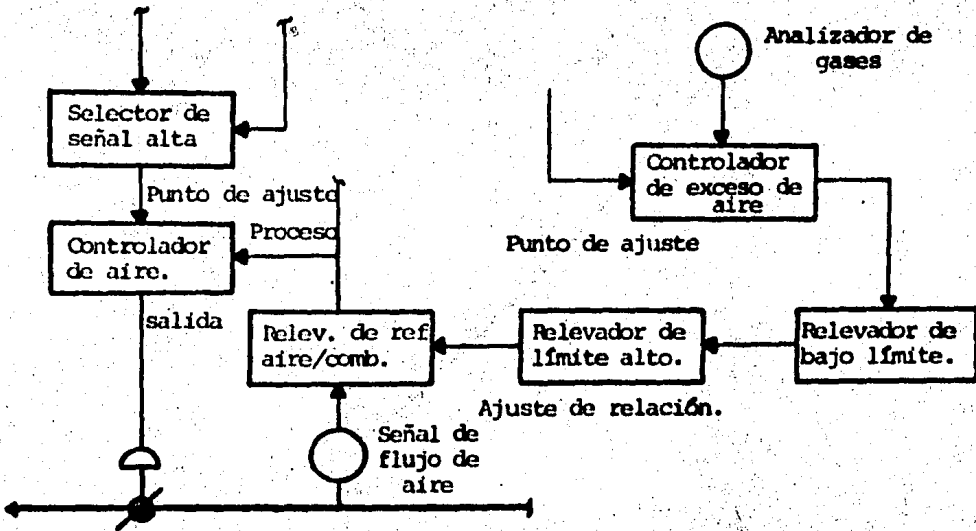 Analizador de
gases
Selector de
señal alta
Controlador
de exceso de
aire
Punto de ajusto
Proceso
Controlador
de aire.
Punto de ajuste
salida
Relev. de ref
aire/comb.
Relevador de
límite alto.
Relevador de
bajo límite.
Ajuste de relación.
Señal de
flujo de
aire